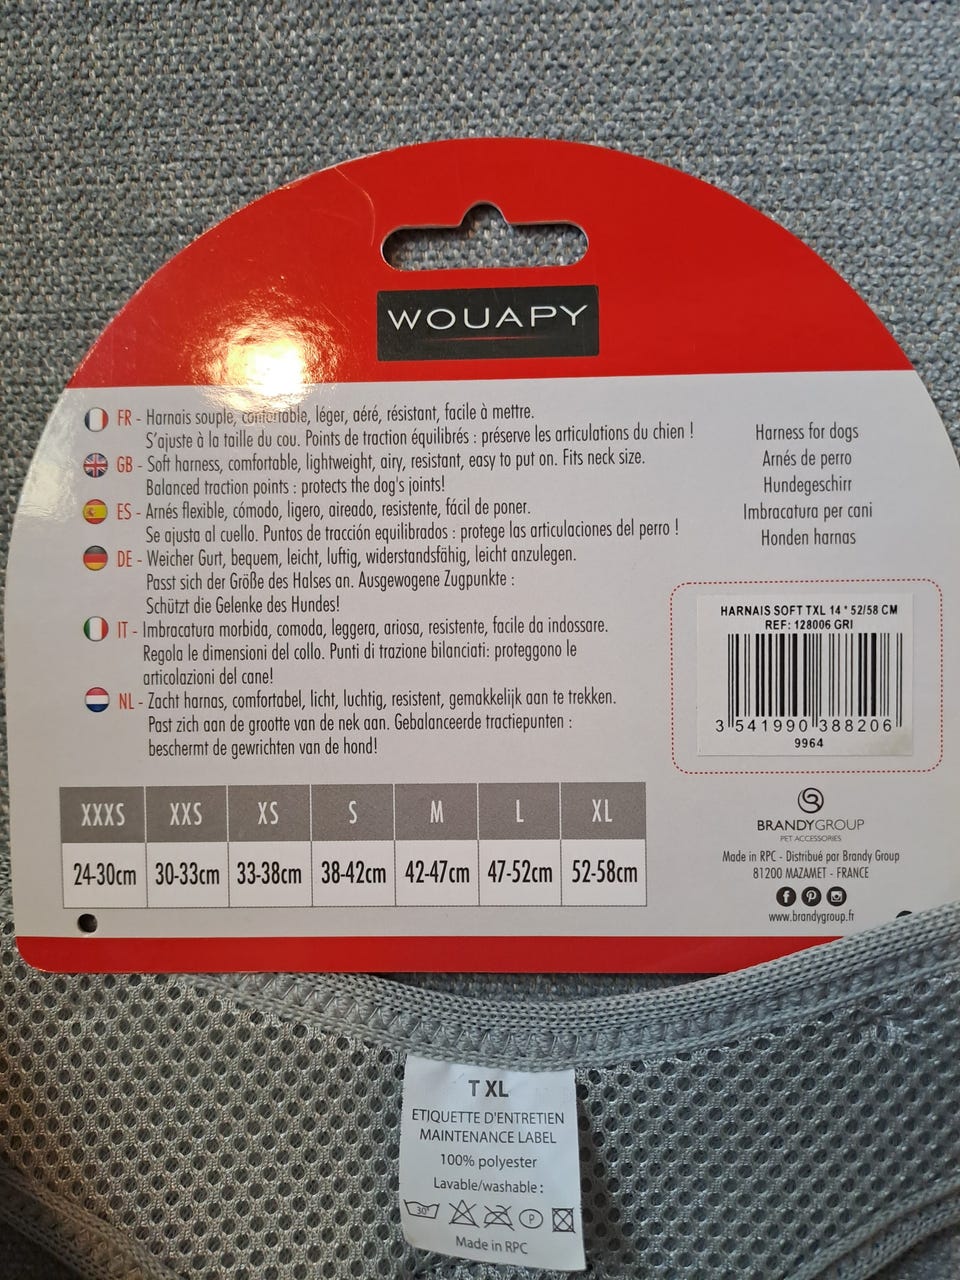 WOUAPY
FR - Harnais souple, confortable, léger, aéré, résistant, facile à mettre.
S'ajuste à la taille du cou. Points de traction équilibrés : préserve les articulations du chien !
GB - Soft harness, comfortable, lightweight, airy, resistant, easy to put on. Fits neck size.
Balanced traction points : protects the dog's joints!
ES - Arnés flexible, cómodo, ligero, aireado, resistente, fácil de poner.
Se ajusta al cuello. Puntos de tracción equilibrados : protege las articulaciones del perro !
DE - Weicher Gurt, bequem, leicht, luftig, widerstandsfähig, leicht anzulegen.
Passt sich der Größe des Halses an. Ausgewogene Zugpunkte :
Schützt die Gelenke des Hundes!
IT - Imbracatura morbida, comoda, leggera, ariosa, resistente, facile da indossare.
Regola le dimensioni del collo. Punti di trazione bilanciati: proteggono le
articolazioni del cane!
NL - Zacht harnas, comfortabel, licht, luchtig, resistent, gemakkelijk aan te trekken.
Past zich aan de grootte van de nek aan. Gebalanceerde tractiepunten :
beschermt de gewrichten van de hond!
Harness for dogs
Arnés de perro
Hundegeschirr
Imbracatura per cani
Honden harnas
HARNAIS SOFT TXL 14 * 52/58 CM
REF: 128006 GRI
3 541990 388206
9964
XXXS XXS XS S M L XL
24-30cm 30-33cm 33-38cm 38-42cm 42-47cm 47-52cm 52-58cm
BRANDYGROUP
PET ACCESSORIES
Made in RPC - Distribué par Brandy Group
81200 MAZAMET - FRANCE
www.brandygroup.fr
T XL
ETIQUETTE D'ENTRETIEN
MAINTENANCE LABEL
100% polyester
Lavable/washable :
30° P
Made in RPC